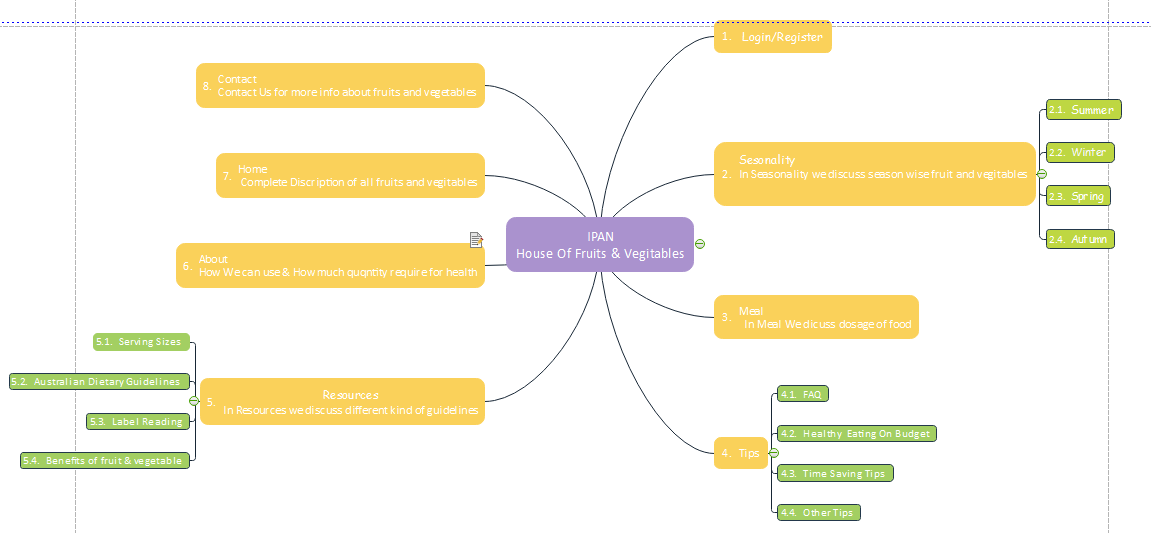 IPAN
House Of Fruits & Vegitables
1. Login/Register
2. Sesonality
In Seasonality we discuss season wise fruit and vegitables
2.1. Summer
2.2. Winter
2.3. Spring
2.4. Autumn
3. Meal
In Meal We dicuss dosage of food
4. Tips
4.1. FAQ
4.2. Healthy Eating On Budget
4.3. Time Saving Tips
4.4. Other Tips
5. Resources
In Resources we discuss different kind of guidelines
5.1. Serving Sizes
5.2. Australian Dietary Guidelines
5.3. Label Reading
5.4. Benefits of fruit & vegetable
6. About
How We can use & How much quqntity require for health
7. Home
Complete Discription of all fruits and vegitables
8. Contact
Contact Us for more info about fruits and vegetables